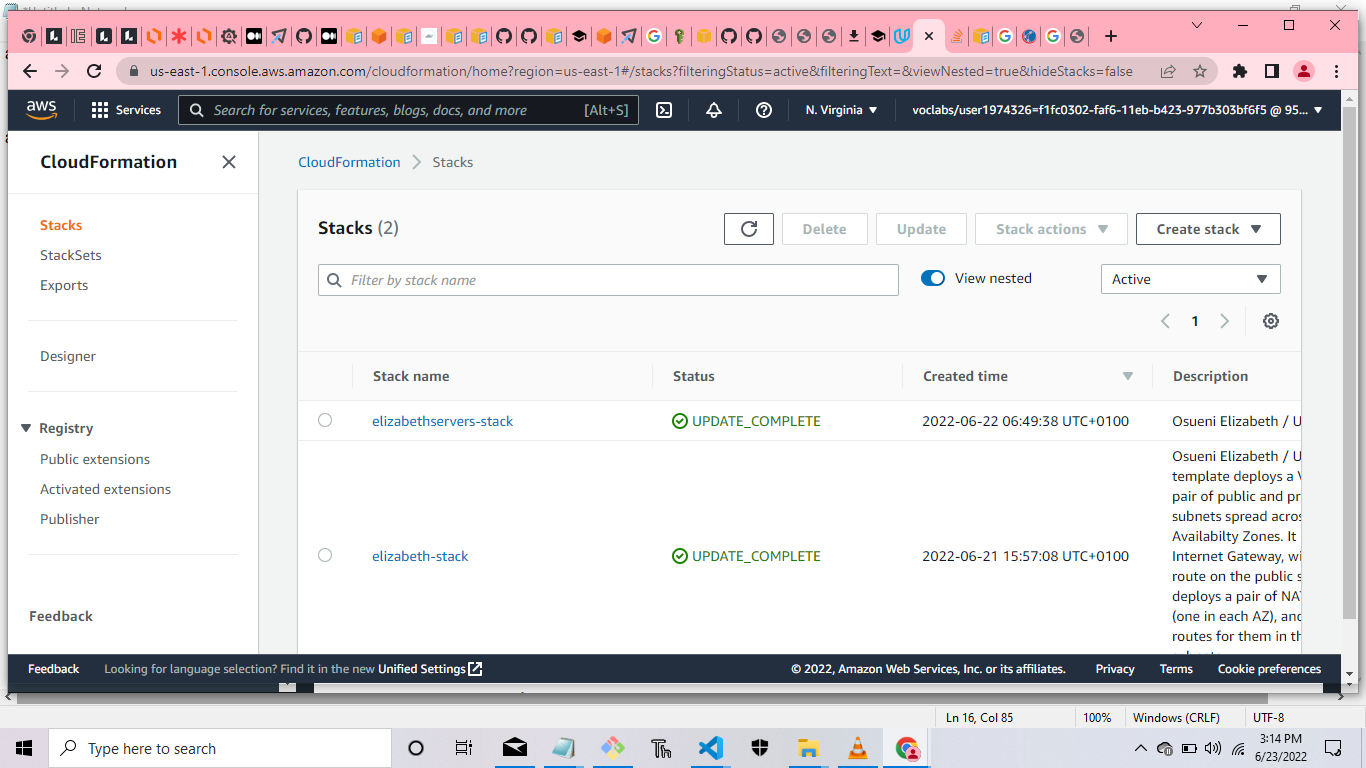 us-east-1.console.aws.amazon.com/cloudformation/home?region=us-east-1#/stacks?filteringStatus=active&filteringText=&viewNested=true&hideStacks=false
aws
Services
Search for services, features, blogs, docs, and more [Alt+S]
N. Virginia
voclabs/user1974326=f1fc0302-faf6-11eb-b423-977b303bf6f5 @ 95...
CloudFormation
CloudFormation
Stacks
Stacks
StackSets
Exports
Designer
Registry
Public extensions
Activated extensions
Publisher
Feedback
Stacks (2)
Delete
Update
Stack actions
Create stack
Filter by stack name
View nested
Active
1
Stack name Status Created time Description
elizabethservers-stack UPDATE_COMPLETE 2022-06-22 06:49:38 UTC+0100 Osueni Elizabeth / U
elizabeth-stack UPDATE_COMPLETE 2022-06-21 15:57:08 UTC+0100
Osueni Elizabeth / U
template deploys a
pair of public and
subnets spread
Availabilty Zones. It
Internet Gateway,
route on the public
deploys a pair of
(one in each AZ),
routes for them in
Feedback Looking for language selection? Find it in the new Unified Settings
© 2022, Amazon Web Services, Inc. or its affiliates. Privacy Terms Cookie preferences
Ln 16, Col 85 100% Windows (CRLF) UTF-8
Type here to search
3:14 PM
6/23/2022